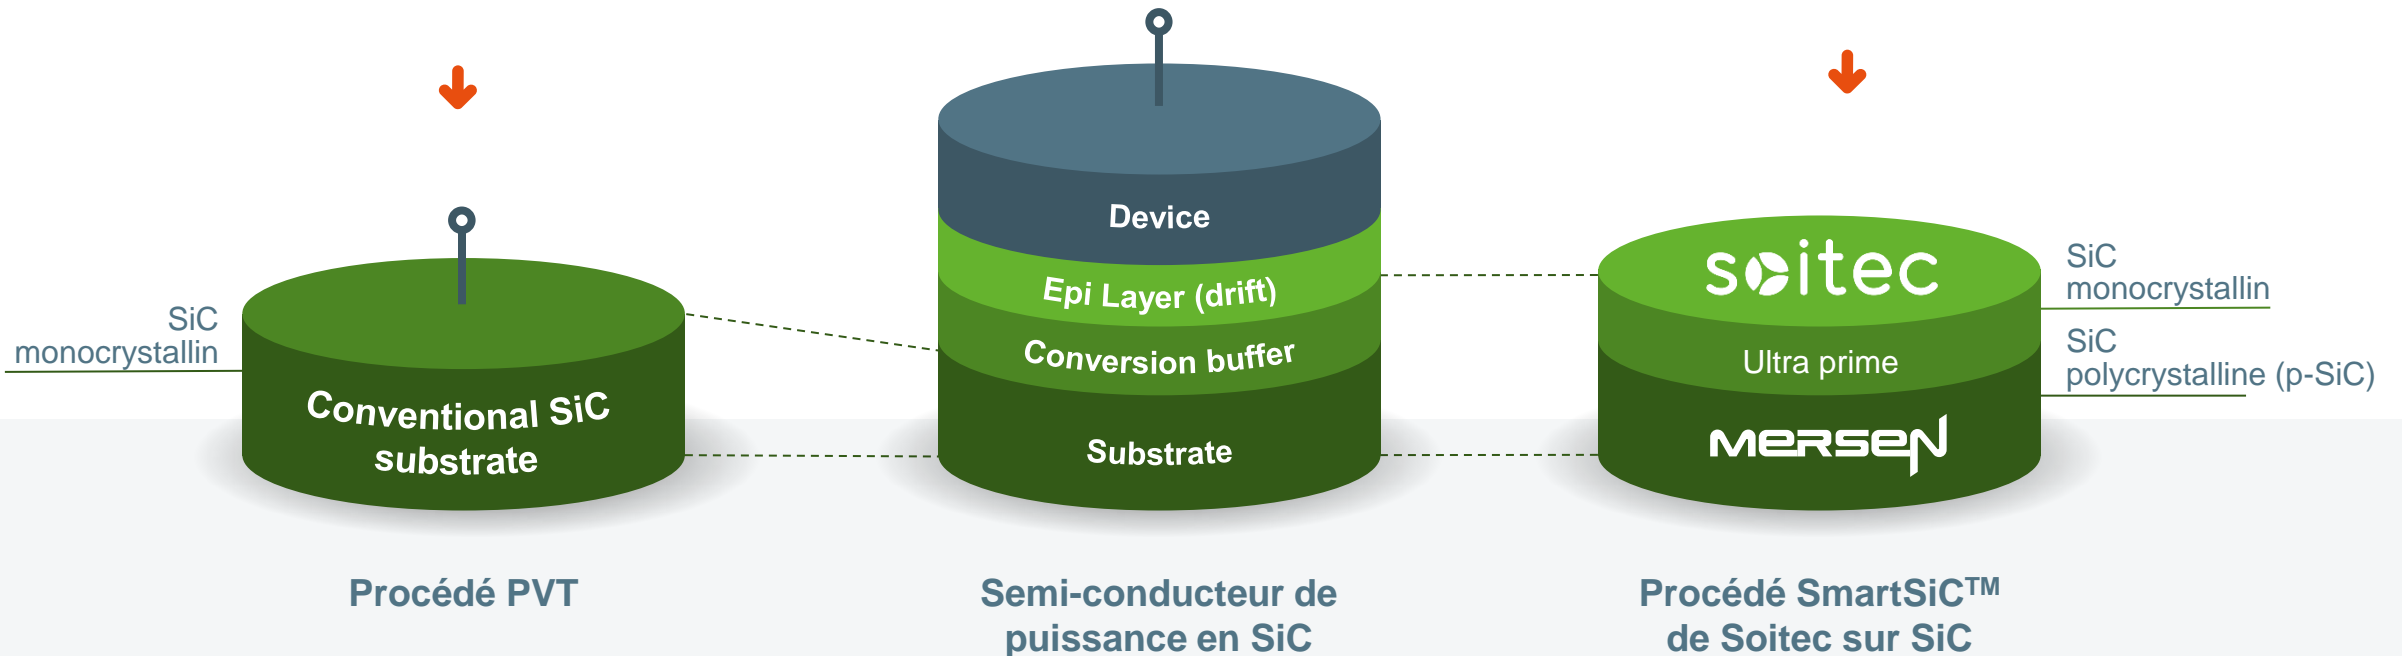 SiC
monocrystallin
Conventional SiC
substrate
Procédé PVT
Device
Epi Layer (drift)
Conversion buffer
Substrate
Semi-conducteur de
puissance en SiC
soitec
Ultra prime
MERSEN
SiC
monocrystallin
SiC
polycrystalline (p-SiC)
Procédé SmartSiC™
de Soitec sur SiC